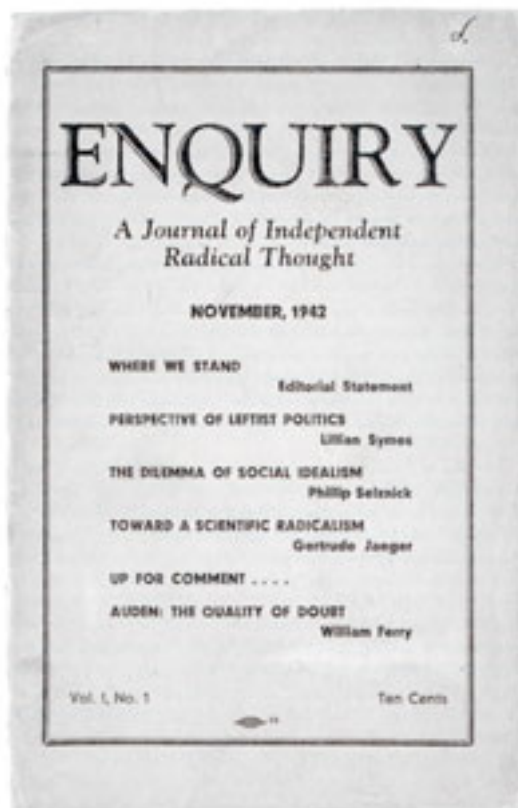 ENQUIRY
A Journal of Independent
Radical Thought
NOVEMBER, 1942
WHERE WE STAND
Editorial Statement
PERSPECTIVE OF LEFTIST POLITICS
Lillian Symes
THE DILEMMA OF SOCIAL IDEALISM
Phillip Selznick
TOWARD A SCIENTIFIC RADICALISM
Gertrude Jaeger
UP FOR COMMENT . . . .
AUDEN: THE QUALITY OF DOUBT
William Ferry
Vol. I, No. 1
Ten Cents